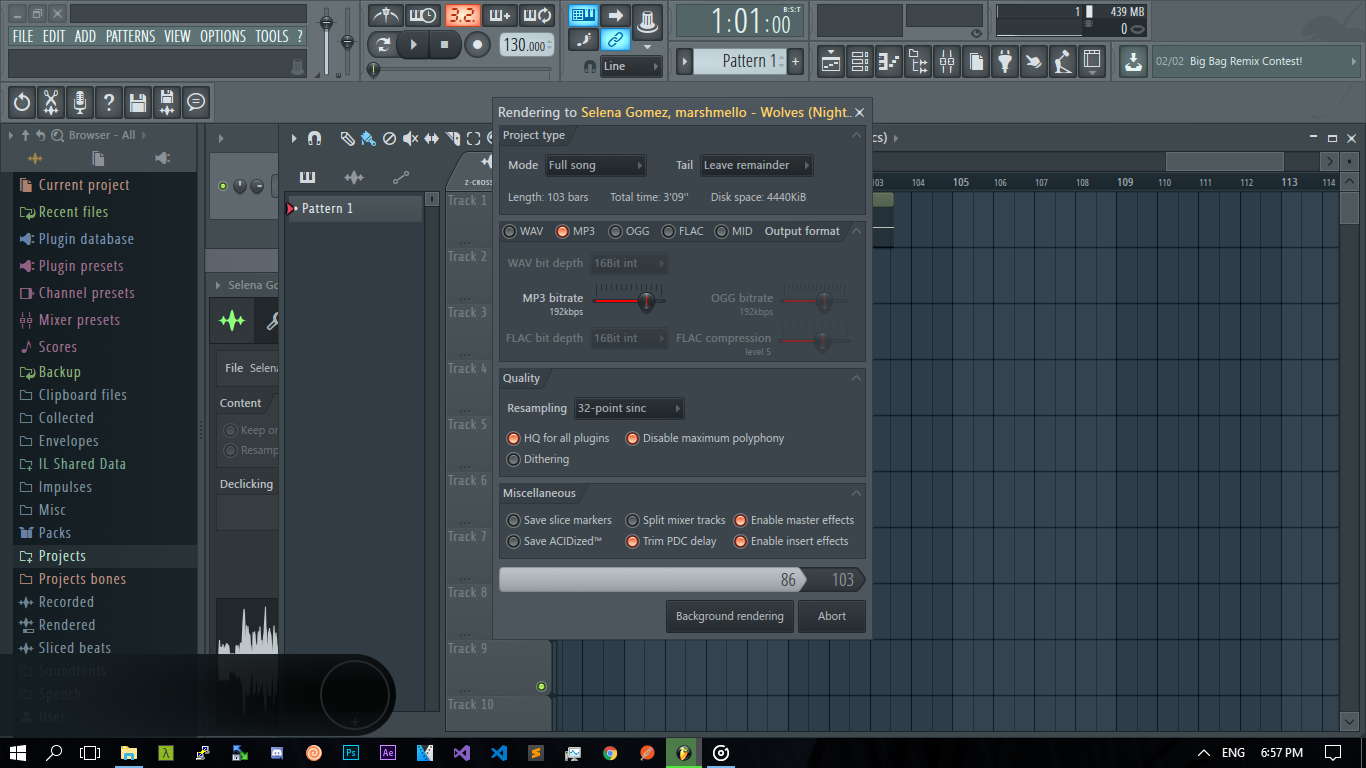 FILE EDIT ADD PATTERNS VIEW OPTIONS TOOLS ?
3.2.
130.000
Line
B:S:T
1:01:00
Pattern 1
1
439 MB
0
02/02 Big Bag Remix Contest!
Browser - All
Current project
Recent files
Plugin database
Plugin presets
Channel presets
Mixer presets
Scores
Backup
Clipboard files
Collected
Envelopes
IL Shared Data
Impulses
Misc
Packs
Projects
Projects bones
Recorded
Rendered
Sliced beats
Soundfonts
Speech
User
Selena Go
File Selena
Content
Keep or
Resamp
Declicking
Pattern 1
Z-CROSS
Track 1
Track 2
Track 3
Track 4
Track 5
Track 6
Track 7
Track 8
Track 9
Track 10
cs)
103 104 105 106 107 108 109 110 111 112 113 114
Rendering to Selena Gomez, marshmello - Wolves (Night..
Project type
Mode Full song Tail Leave remainder
Length: 103 bars Total time: 3'09" Disk space: 4440KiB
WAV MP3 OGG FLAC MID Output format
WAV bit depth 16Bit int
MP3 bitrate
192kbps
OGG bitrate
192kbps
FLAC bit depth 16Bit int FLAC compression
level 5
Quality
Resampling 32-point sinc
HQ for all plugins Disable maximum polyphony
Dithering
Miscellaneous
Save slice markers Split mixer tracks Enable master effects
Save ACIDized™ Trim PDC delay Enable insert effects
86 103
Background rendering Abort
Ps Ae
ENG 6:57 PM